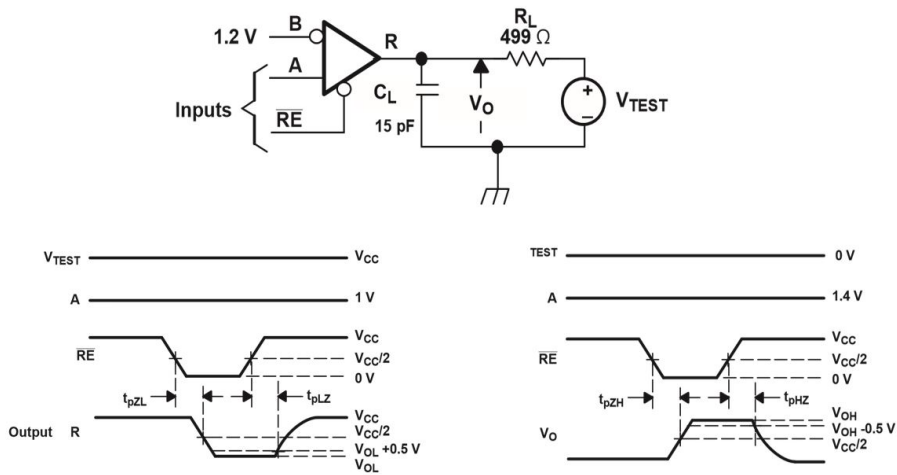 B
1.2 V
A
Inputs
RE
R
R_L
499 Ω
C_L
15 pF
V_O
+
−
V_TEST
V_TEST
V_CC
A
1 V
RE
V_CC
V_CC/2
0 V
t_pZL
t_pLZ
Output R
V_CC
V_CC/2
V_OL +0.5 V
V_OL
TEST
0 V
A
1.4 V
RE
V_CC
V_CC/2
0 V
t_pZH
t_pHZ
V_O
V_OH
V_OH -0.5 V
V_CC/2
0 V